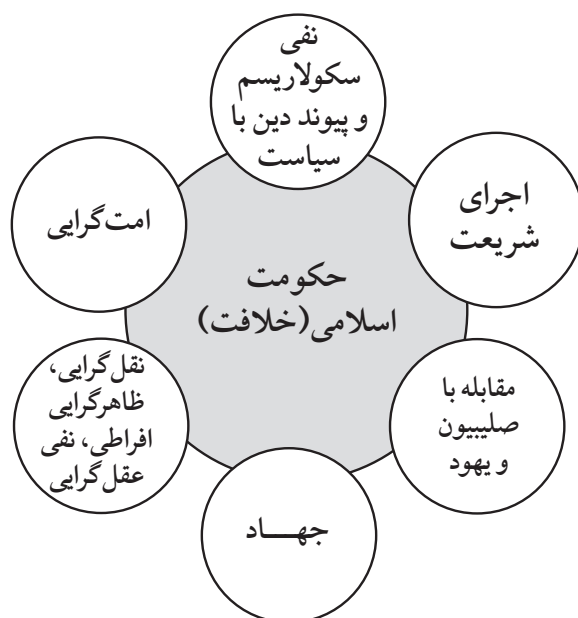 نفی
سکولاریسم
و پیوند دین با
سیاست
اجرای
شریعت
امت‌گرایی
حکومت
اسلامی(خلافت)
مقابله با
صلیبیون
و یهود
نقل‌گرایی،
ظاهرگرایی
افراطی، نفی
عقل‌گرایی
جهـــاد